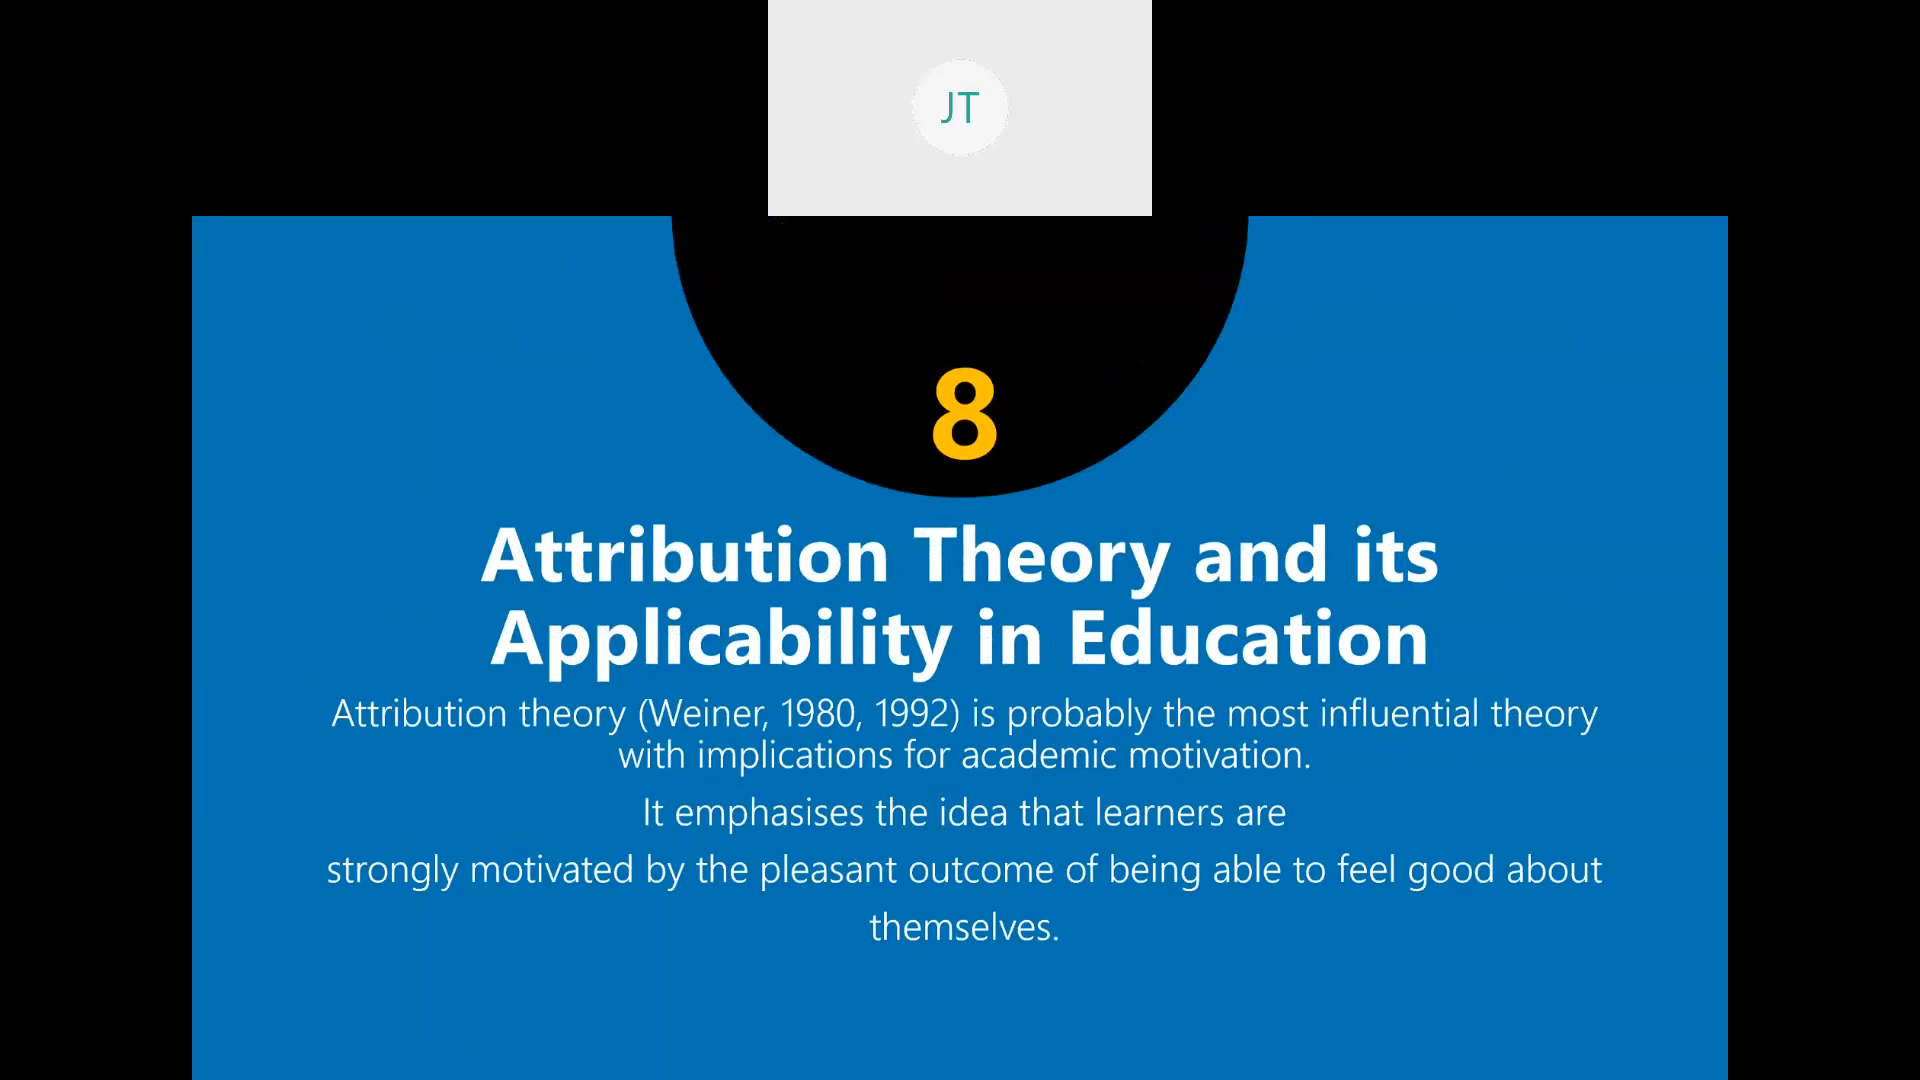 JT
8
Attribution Theory and its
Applicability in Education
Attribution theory (Weiner, 1980, 1992) is probably the most influential theory
with implications for academic motivation.
It emphasises the idea that learners are
strongly motivated by the pleasant outcome of being able to feel good about
themselves.